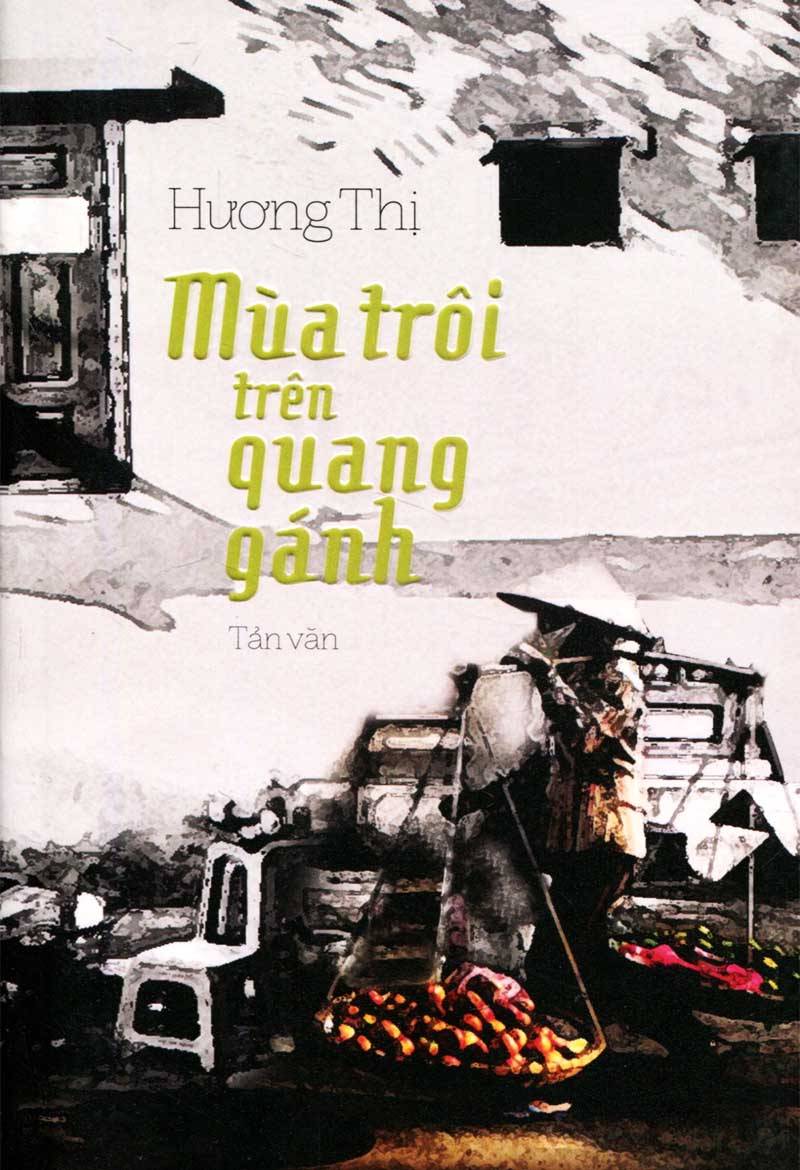 Hương Thị
Mùa trôi
trên
quang
gánh
Tản văn